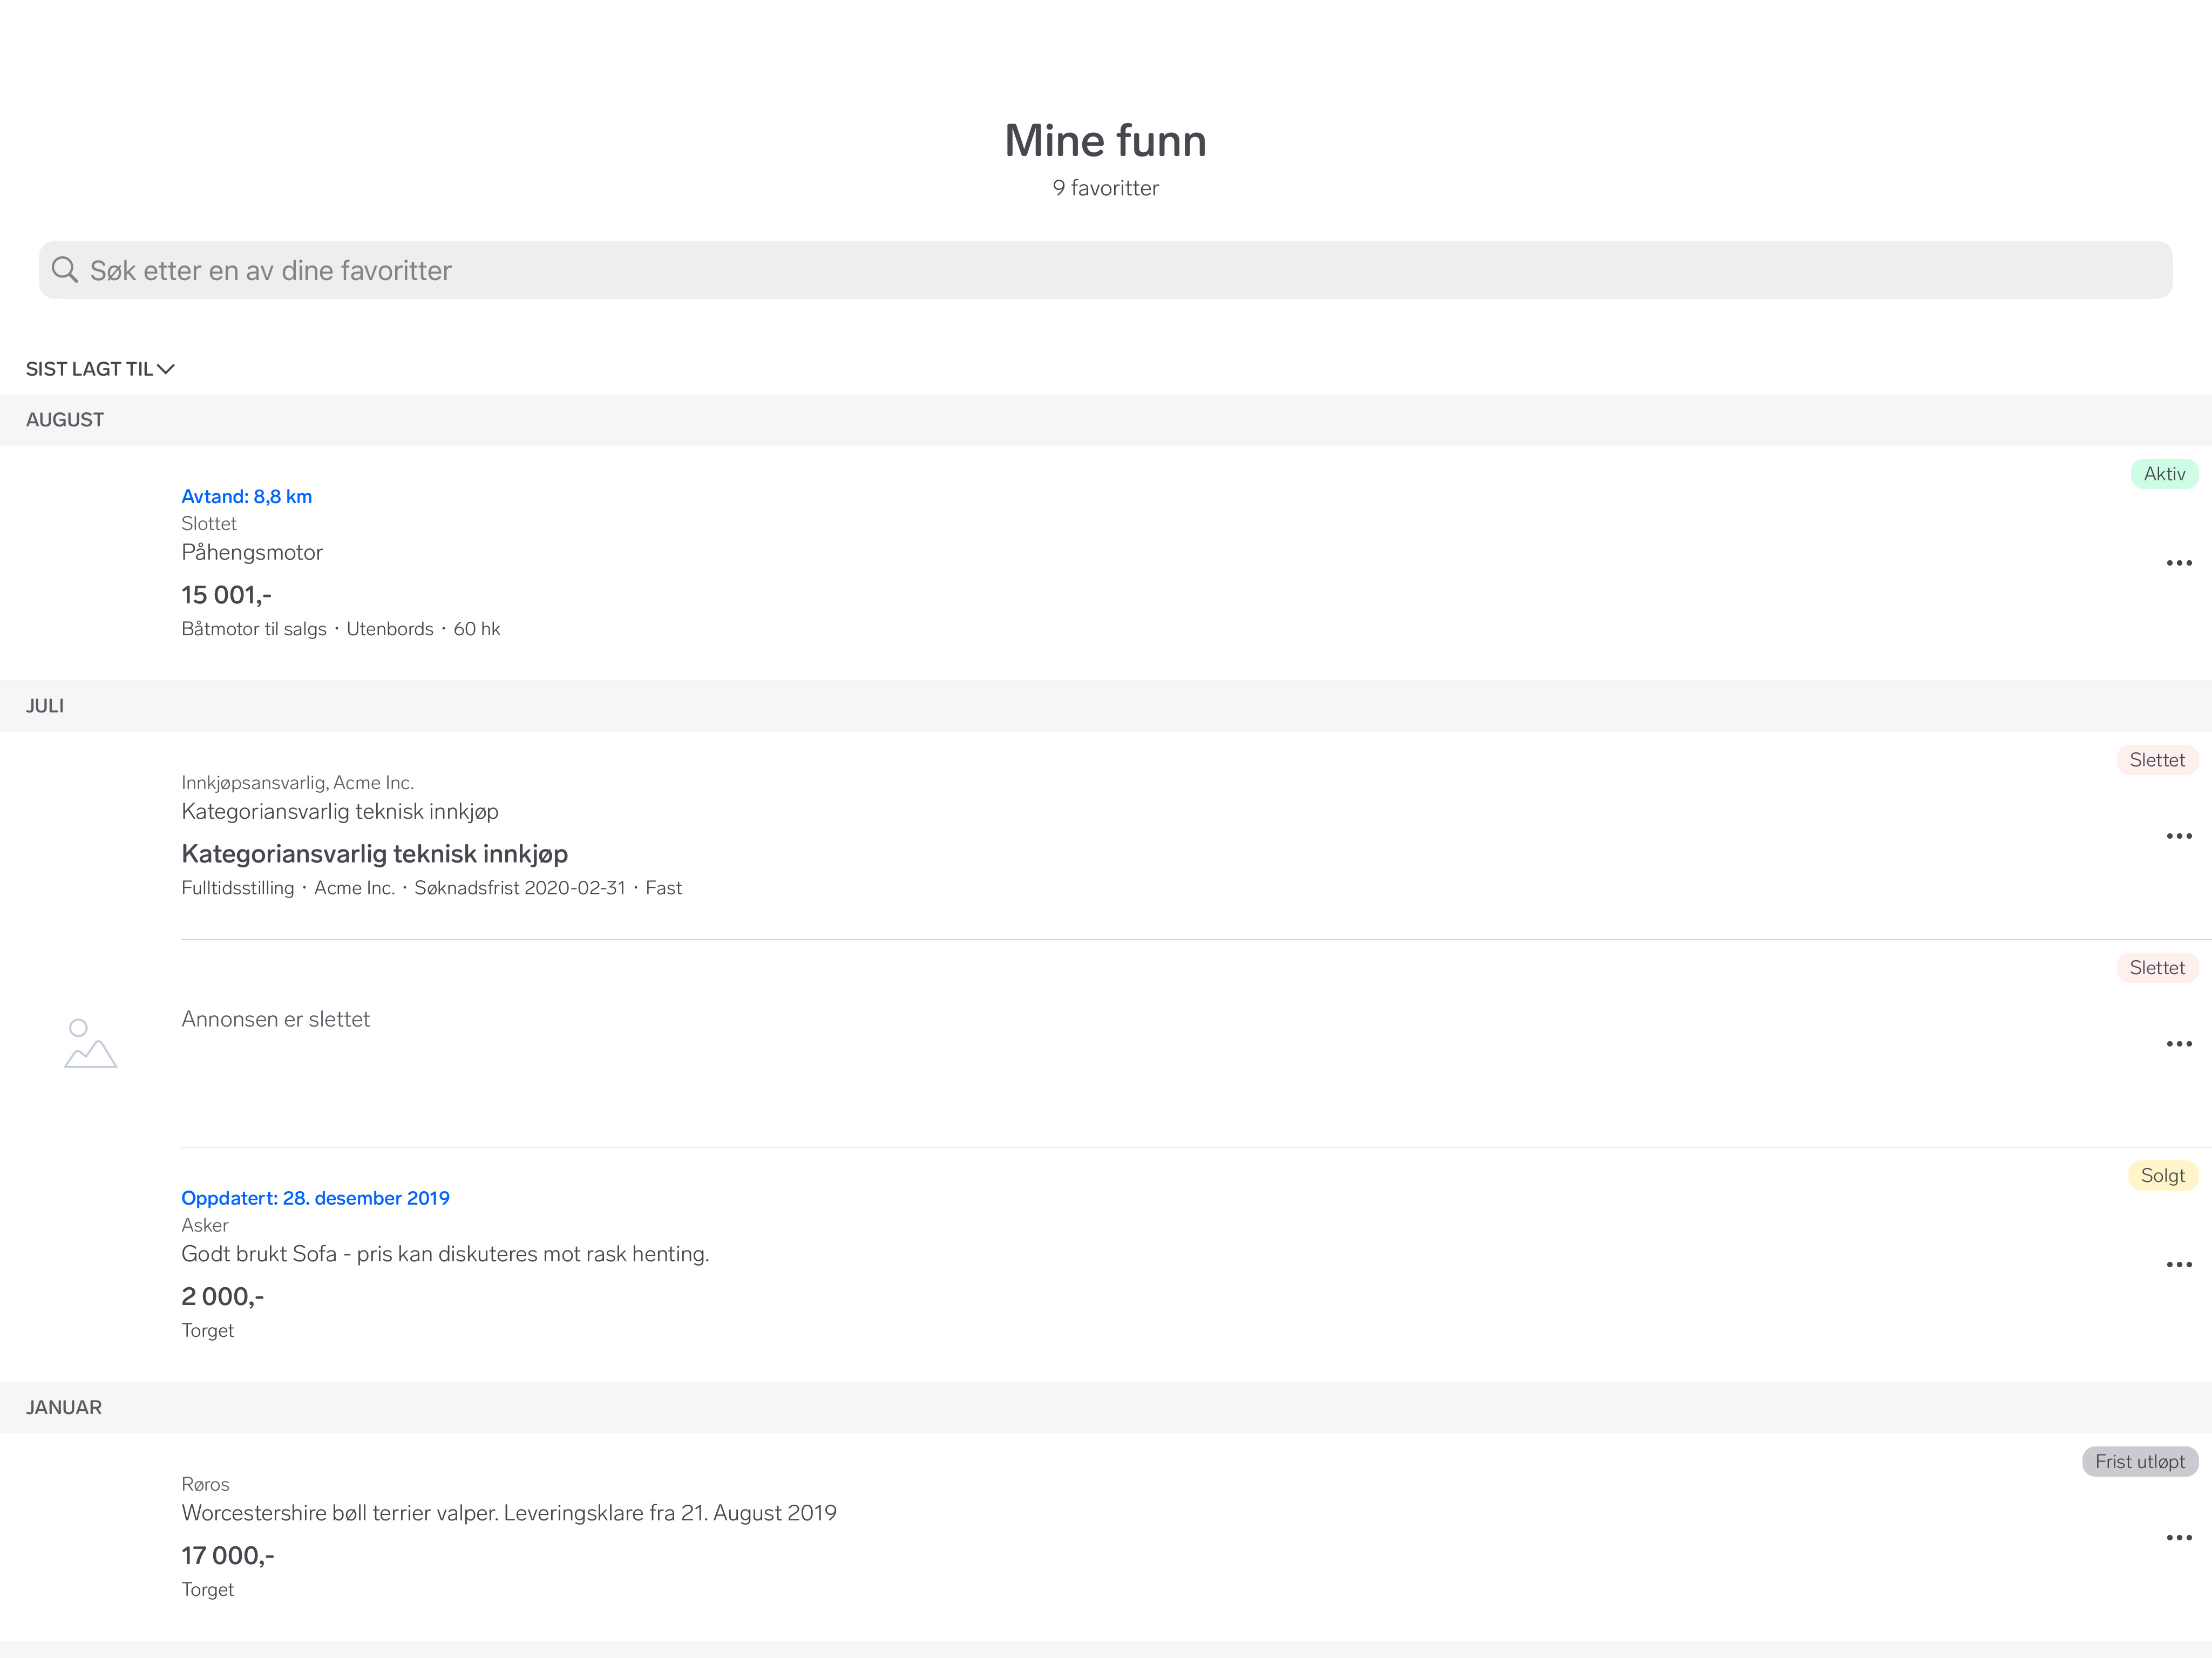 Mine funn
9 favoritter
Søk etter en av dine favoritter
SIST LAGT TIL
AUGUST
Aktiv
Avtand: 8,8 km
Slottet
Påhengsmotor
15 001,-
Båtmotor til salgs・Utenbords・60 hk
JULI
Slettet
Innkjøpsansvarlig, Acme Inc.
Kategoriansvarlig teknisk innkjøp
Kategoriansvarlig teknisk innkjøp
Fulltidsstilling・Acme Inc.・Søknadsfrist 2020-02-31・Fast
Slettet
Annonsen er slettet
Solgt
Oppdatert: 28. desember 2019
Asker
Godt brukt Sofa - pris kan diskuteres mot rask henting.
2 000,-
Torget
JANUAR
Frist utløpt
Røros
Worcestershire bøll terrier valper. Leveringsklare fra 21. August 2019
17 000,-
Torget